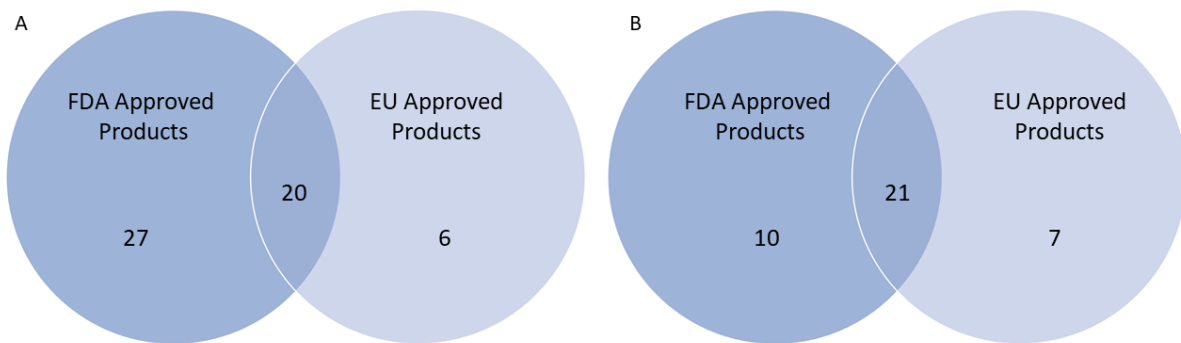 A
FDA Approved
Products
EU Approved
Products
20
27
6
B
FDA Approved
Products
EU Approved
Products
21
10
7